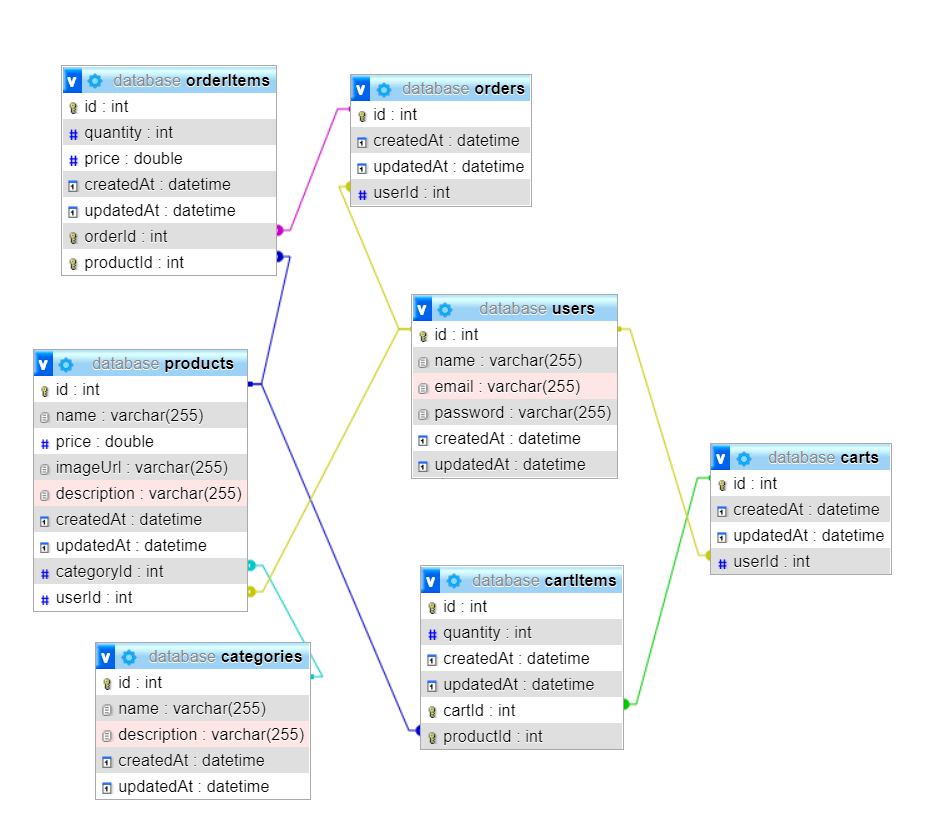 v database orderItems
id : int
quantity : int
price : double
createdAt : datetime
updatedAt : datetime
orderId : int
productId : int
v database orders
id : int
createdAt : datetime
updatedAt : datetime
userId : int
v database users
id : int
name : varchar(255)
email : varchar(255)
password : varchar(255)
createdAt : datetime
updatedAt : datetime
v database products
id : int
name : varchar(255)
price : double
imageUrl : varchar(255)
description : varchar(255)
createdAt : datetime
updatedAt : datetime
categoryId : int
userId : int
v database carts
id : int
createdAt : datetime
updatedAt : datetime
userId : int
v database cartItems
id : int
quantity : int
createdAt : datetime
updatedAt : datetime
cartId : int
productId : int
v database categories
id : int
name : varchar(255)
description : varchar(255)
createdAt : datetime
updatedAt : datetime